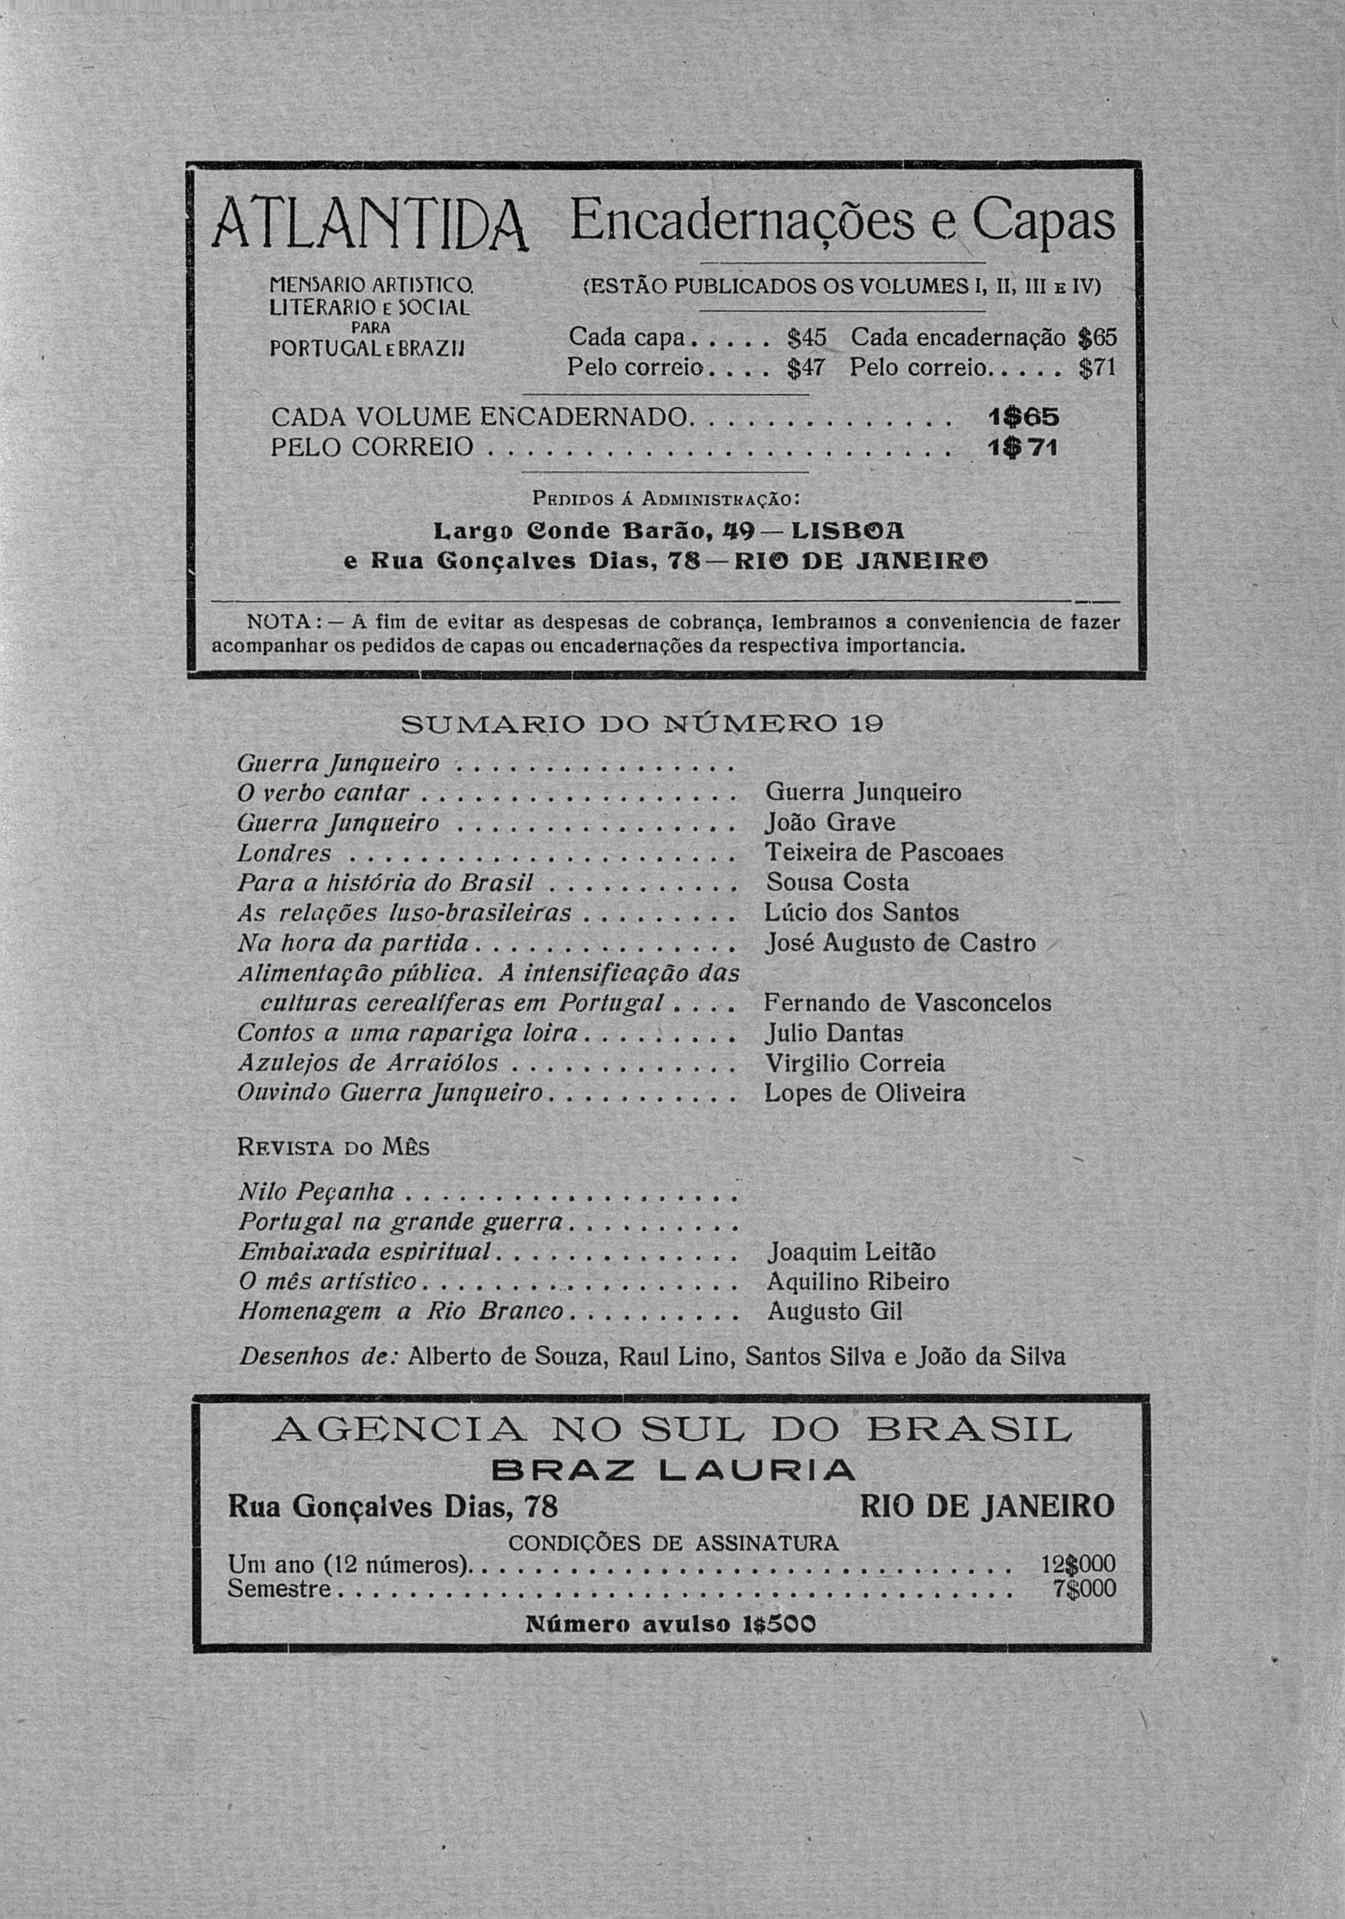 ATLANTIDA
MENSARIO ARTISTICO,
LITERARIO E SOCIAL
PARA
PORTUGAL E BRAZIL
Encadernações e Capas
(ESTÃO PUBLICADOS OS VOLUMES I, II, III E IV)
Cada capa. . . . . $45 Cada encadernação $65
Pelo correio. . . . $47 Pelo correio. . . . . $71
CADA VOLUME ENCADERNADO. . . . . . . . . . . . . . 1$65
PELO CORREIO . . . . . . . . . . . . . . . . . . . . . . . . 1$71
PEDIDOS Á ADMINISTRAÇÃO:
Largo Conde Barão, 49 — LISBOA
e Rua Gonçalves Dias, 78 — RIO DE JANEIRO
NOTA: — A fim de evitar as despesas de cobrança, lembramos a conveniencia de fazer
acompanhar os pedidos de capas ou encadernações da respectiva importancia.
SUMARIO DO NÚMERO 19
Guerra Junqueiro . . . . . . . . . . . . . . . .
O verbo cantar . . . . . . . . . . . . . . . . . . Guerra Junqueiro
Guerra Junqueiro . . . . . . . . . . . . . . . . João Grave
Londres . . . . . . . . . . . . . . . . . . . . . . Teixeira de Pascoaes
Para a história do Brasil . . . . . . . . . . . Sousa Costa
As relações luso-brasileiras . . . . . . . . . Lúcio dos Santos
Na hora da partida . . . . . . . . . . . . . . . José Augusto de Castro
Alimentação pública. A intensificação das
culturas cerealíferas em Portugal . . . . Fernando de Vasconcelos
Contos a uma rapariga loira . . . . . . . . . Julio Dantas
Azulejos de Arraiólos . . . . . . . . . . . . . Virgilio Correia
Ouvindo Guerra Junqueiro . . . . . . . . . . . Lopes de Oliveira
REVISTA DO MÊS
Nilo Peçanha . . . . . . . . . . . . . . . . . . .
Portugal na grande guerra . . . . . . . . . .
Embaixada espiritual . . . . . . . . . . . . . . Joaquim Leitão
O mês artístico . . . . . . . . . . . . . . . . . . Aquilino Ribeiro
Homenagem a Rio Branco . . . . . . . . . . Augusto Gil
Desenhos de: Alberto de Souza, Raul Lino, Santos Silva e João da Silva
AGENCIA NO SUL DO BRASIL
BRAZ LAURIA
Rua Gonçalves Dias, 78 RIO DE JANEIRO
CONDIÇÕES DE ASSINATURA
Um ano (12 números). . . . . . . . . . . . . . . . . . . . . . . . . . . . . . 12$000
Semestre . . . . . . . . . . . . . . . . . . . . . . . . . . . . . . . . . . . . . 7$000
Número avulso 1$500